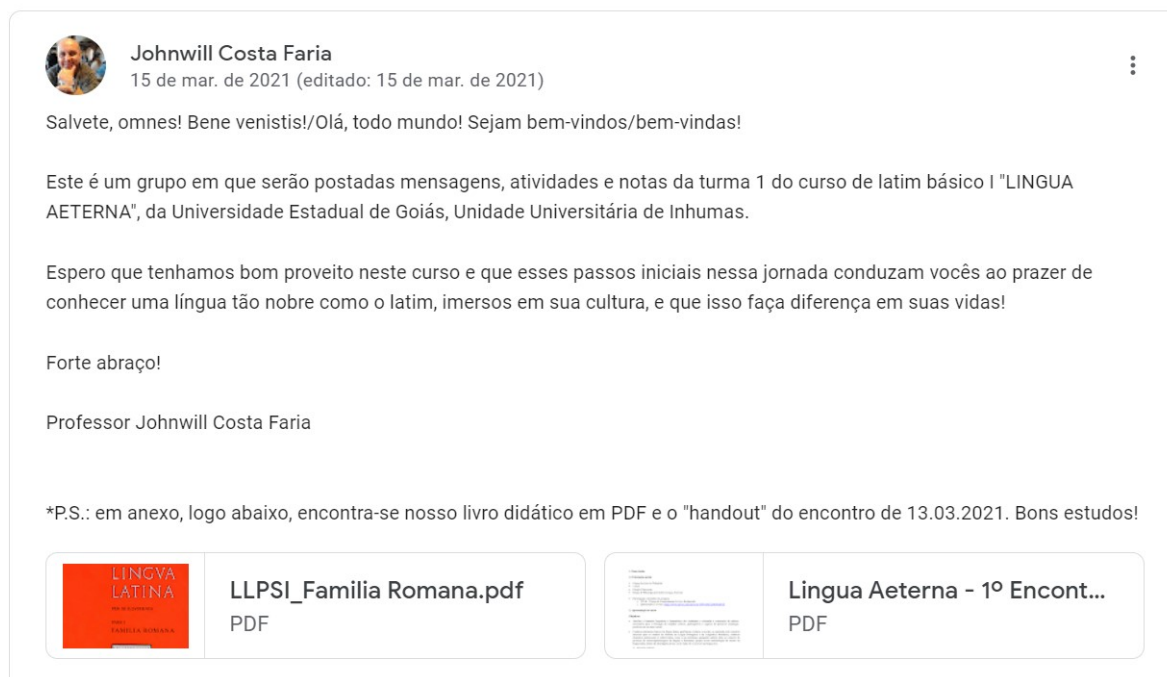 Johnwill Costa Faria
15 de mar. de 2021 (editado: 15 de mar. de 2021)
Salvete, omnes! Bene venistis!/Olá, todo mundo! Sejam bem-vindos/bem-vindas!
Este é um grupo em que serão postadas mensagens, atividades e notas da turma 1 do curso de latim básico I "LINGUA
AETERNA", da Universidade Estadual de Goiás, Unidade Universitária de Inhumas.
Espero que tenhamos bom proveito neste curso e que esses passos iniciais nessa jornada conduzam vocês ao prazer de
conhecer uma língua tão nobre como o latim, imersos em sua cultura, e que isso faça diferença em suas vidas!
Forte abraço!
Professor Johnwill Costa Faria
*P.S.: em anexo, logo abaixo, encontra-se nosso livro didático em PDF e o "handout" do encontro de 13.03.2021. Bons estudos!
LINGVA
LATINA
FAMILIA ROMANA
LLPSI_Familia Romana.pdf
PDF
Lingua Aeterna - 1º Encont...
PDF